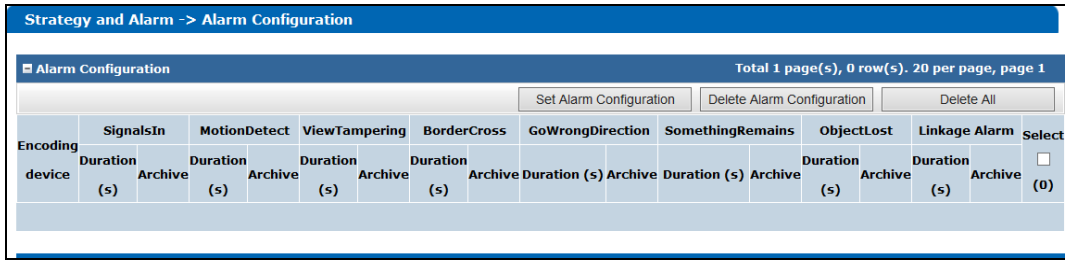 Strategy and Alarm -> Alarm Configuration
Alarm Configuration Total 1 page(s), 0 row(s). 20 per page, page 1
Set Alarm Configuration Delete Alarm Configuration Delete All
Encoding device SignalsIn MotionDetect ViewTampering BorderCross GoWrongDirection SomethingRemains ObjectLost Linkage Alarm Select
Duration (s) Archive Duration (s) Archive Duration (s) Archive Duration (s) Archive Duration (s) Archive Duration (s) Archive Duration (s) Archive Duration (s) Archive (0)